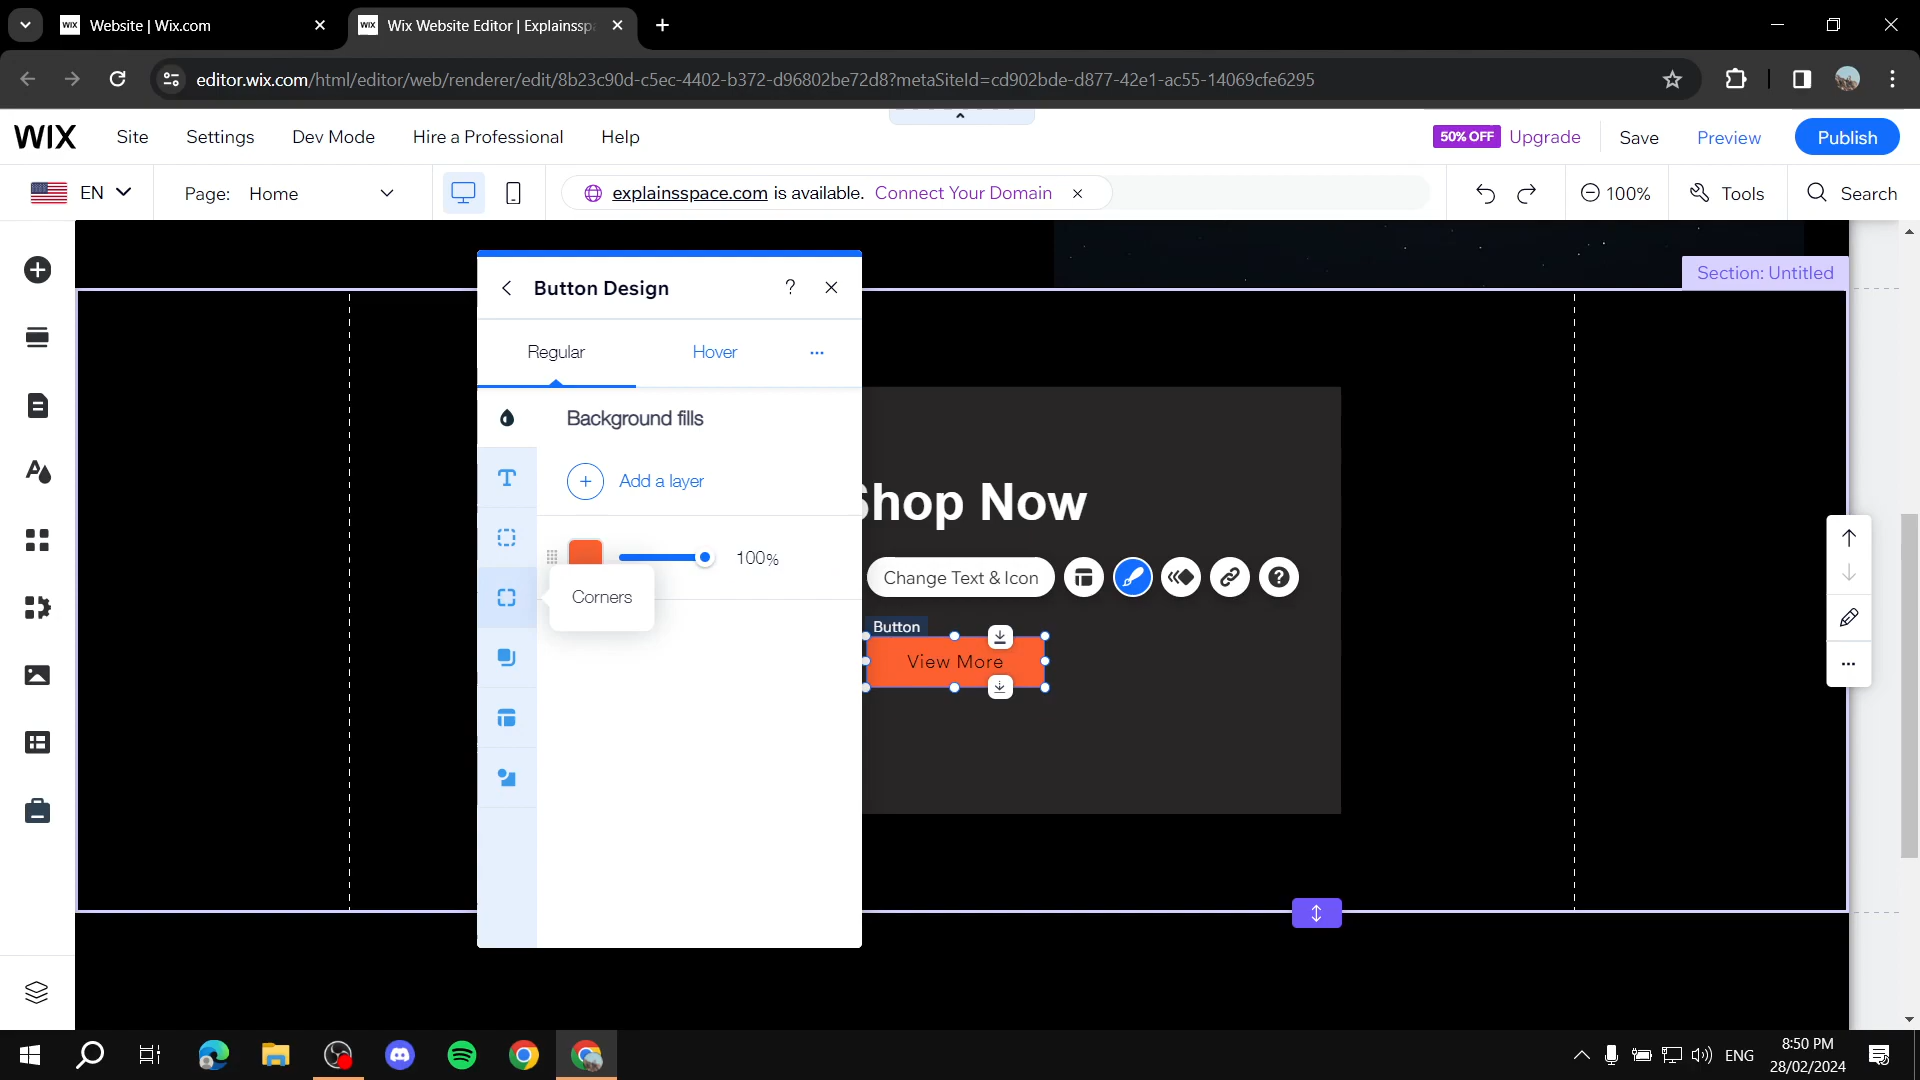 Website | Wix.com
Wix Website Editor | Explainssp
editor.wix.com/html/editor/web/renderer/edit/8b23c90d-c5ec-4402-b372-d96802be72d8?metaSiteId=cd902bde-d877-42e1-ac55-14069cfe6295
WIX Site Settings Dev Mode Hire a Professional Help 50% OFF Upgrade Save Preview Publish
EN Page: Home explainsspace.com is available. Connect Your Domain 100% Tools Search
Section: Untitled
Button Design ?
Regular Hover
Background fills
Add a layer
100%
Corners
Shop Now
Change Text & Icon
Button
View More
ENG
8:50 PM
28/02/2024